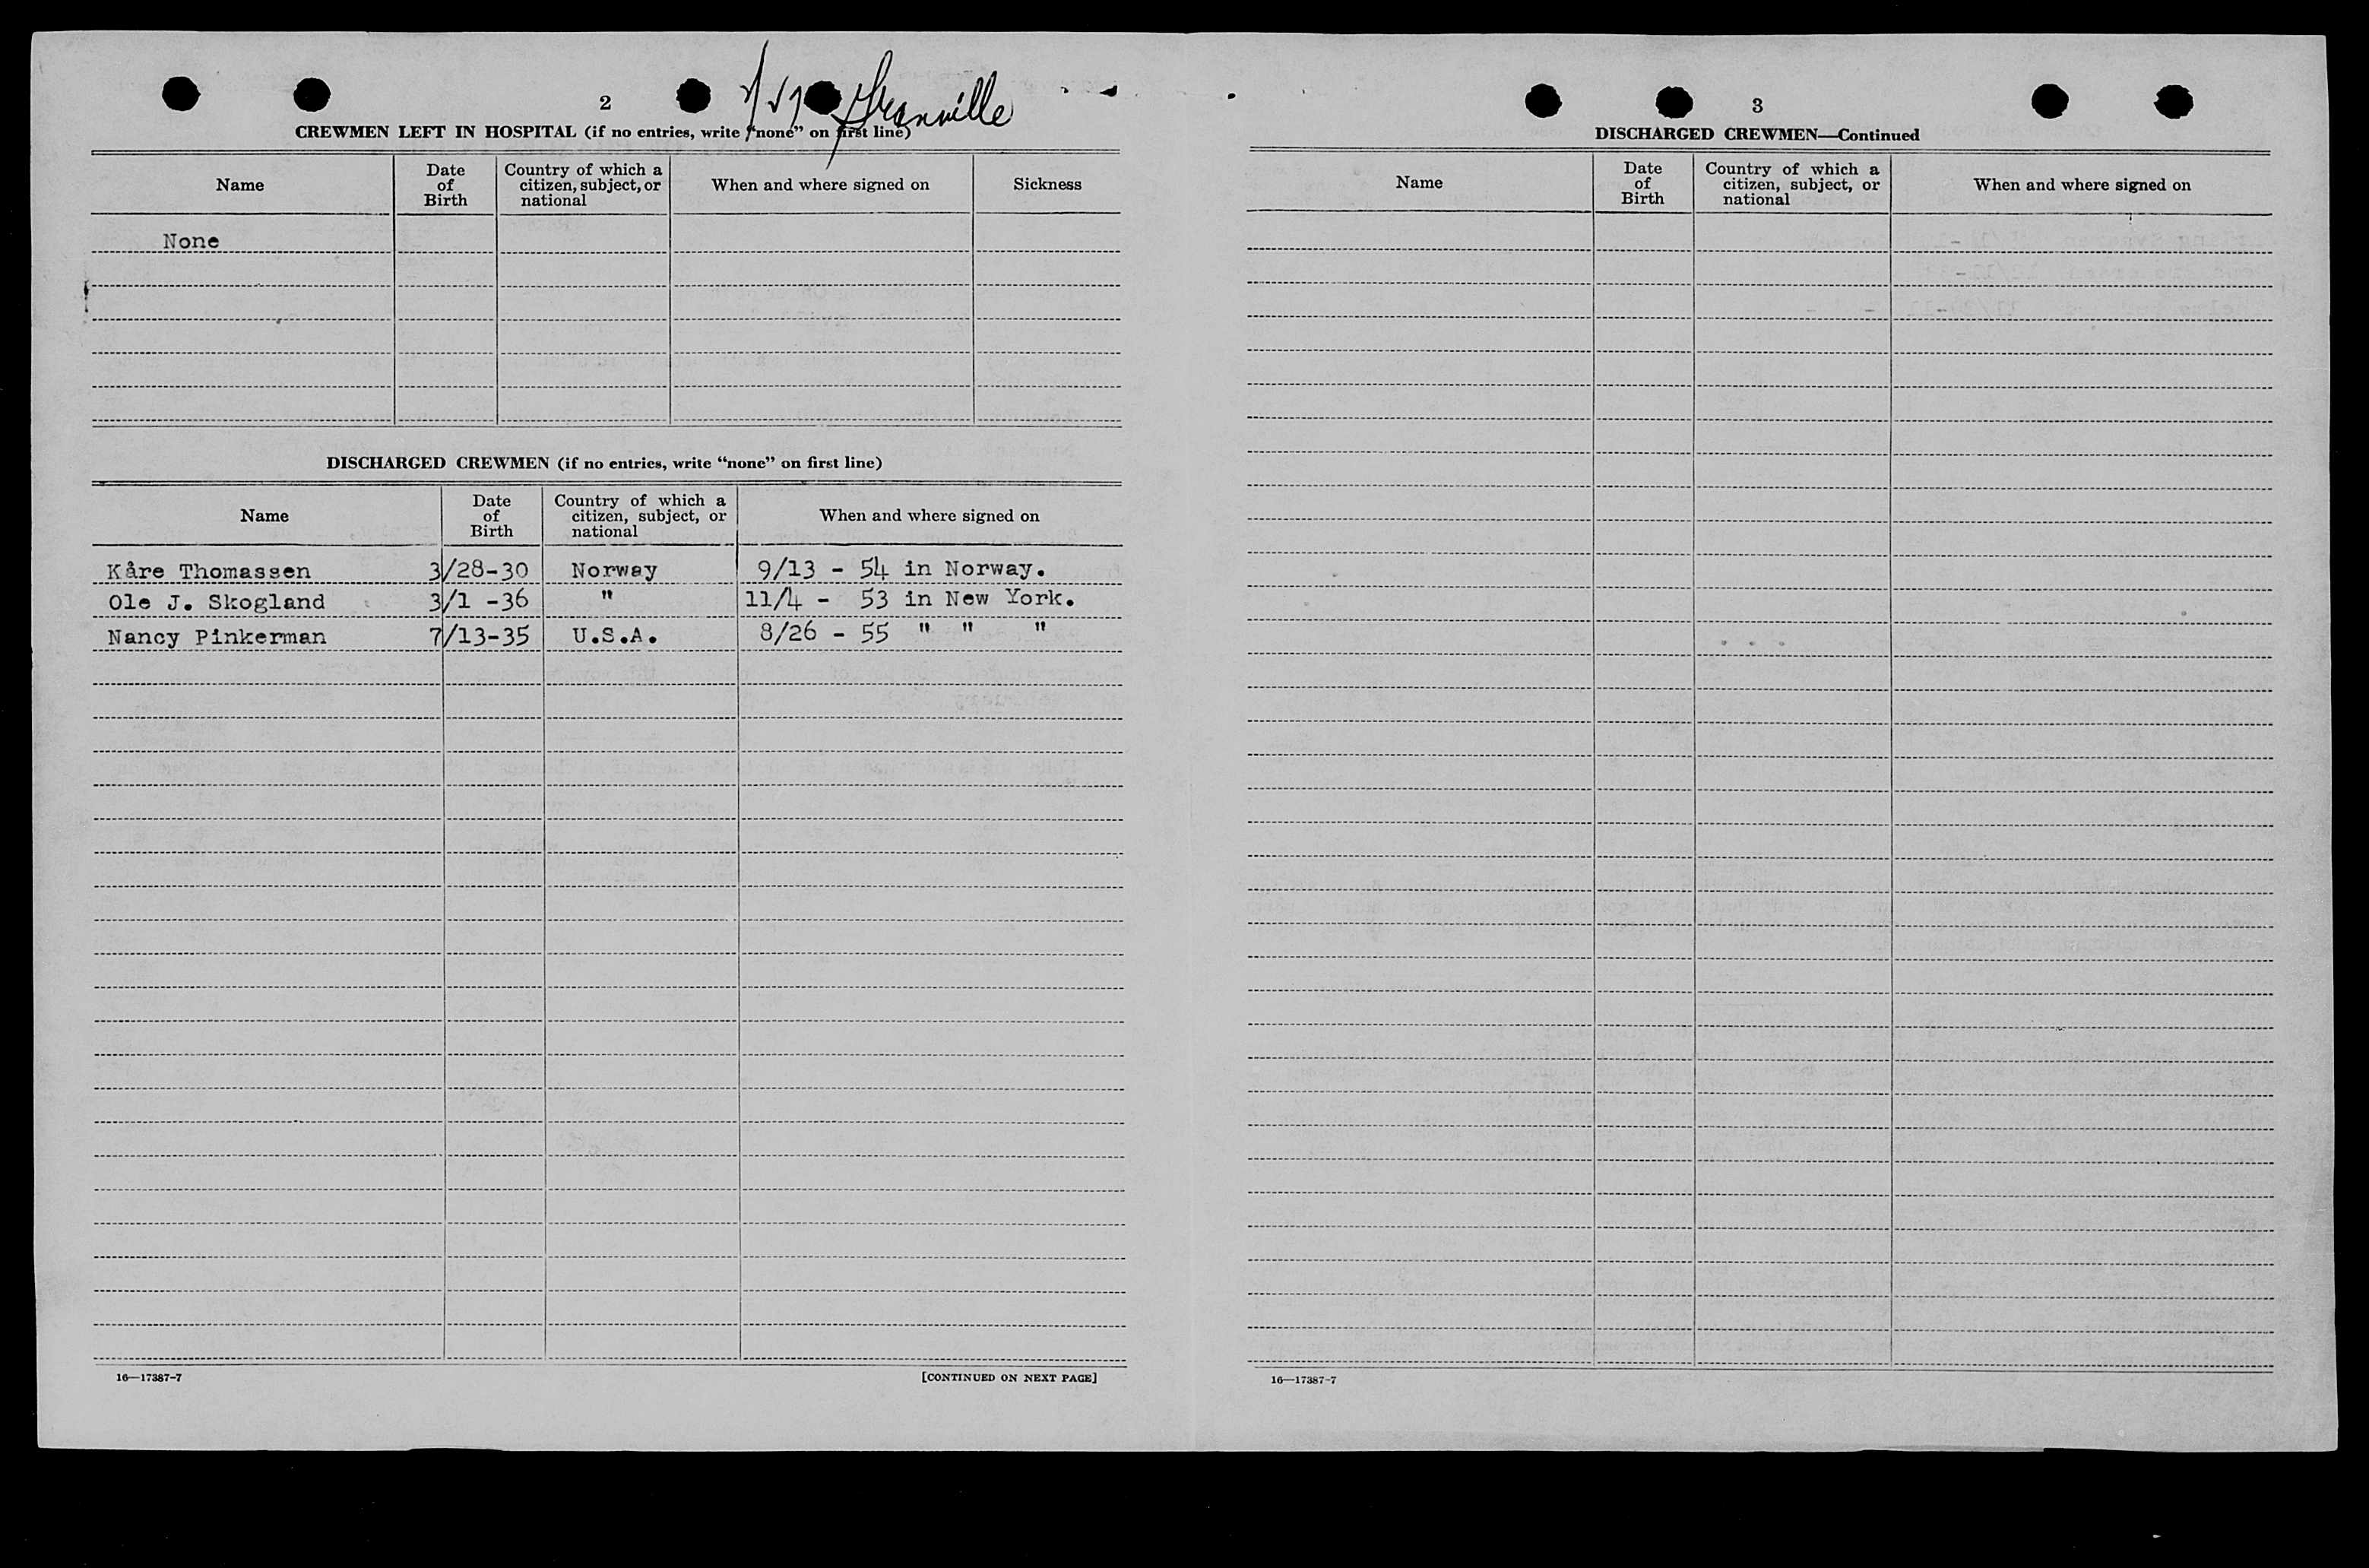 2
Granville
CREWMEN LEFT IN HOSPITAL (if no entries, write “none” on first line)
Name
Date of Birth
Country of which a citizen, subject, or national
When and where signed on
Sickness
None
DISCHARGED CREWMEN (if no entries, write “none” on first line)
Name
Date of Birth
Country of which a citizen, subject, or national
When and where signed on
Kåre Thomassen 3/28-30 Norway 9/13 - 54 in Norway.
Ole J. Skogland 3/1 -36 " 11/4 - 53 in New York.
Nancy Pinkerman 7/13-35 U.S.A. 8/26 - 55 " " "
16—17387-7
[CONTINUED ON NEXT PAGE]
3
DISCHARGED CREWMEN—Continued
Name
Date of Birth
Country of which a citizen, subject, or national
When and where signed on
16—17387-7